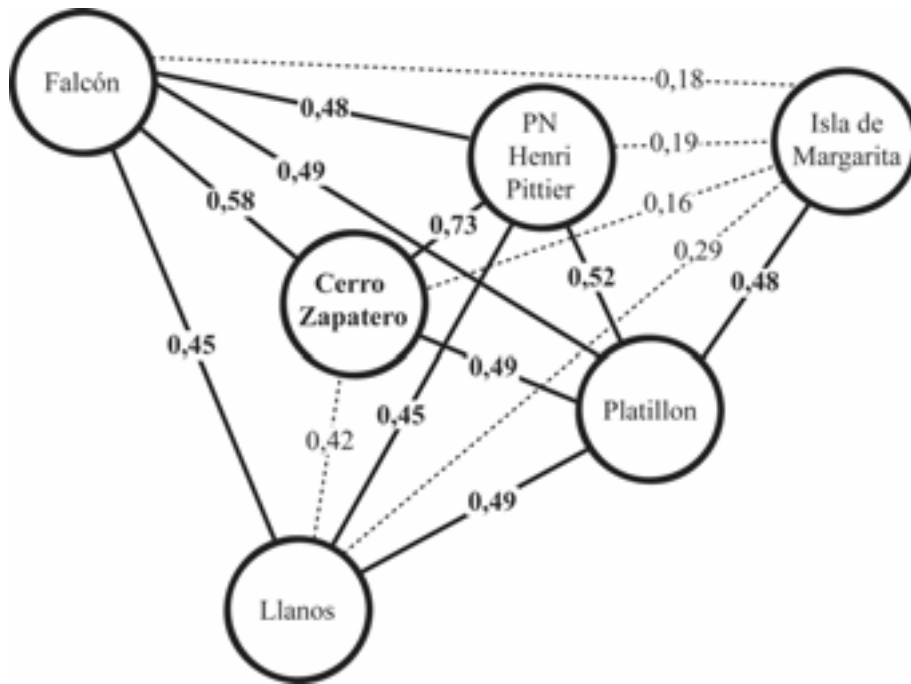 Falcón
0,18
0,48
PN
Henri
Pittier
0,19
Isla de
Margarita
0,49
0,58
0,73
0,16
0,29
Cerro
Zapatero
0,52
0,48
0,45
0,49
0,45
0,42
Platillon
0,49
Llanos